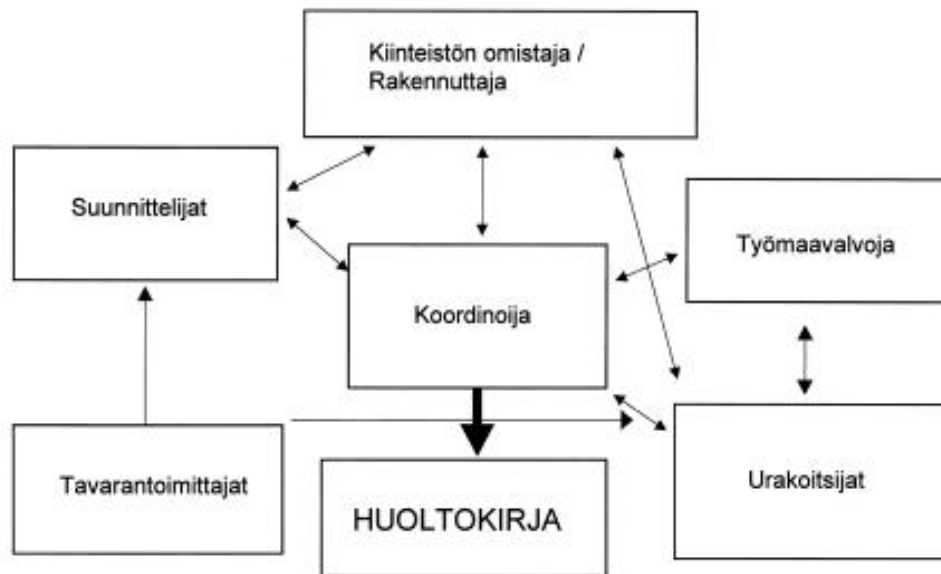 Kiinteistön omistaja /
Rakennuttaja
Suunnittelijat
Työmaavalvoja
Koordinoija
Tavarantoimittajat
Urakoitsijat
HUOLTOKIRJA